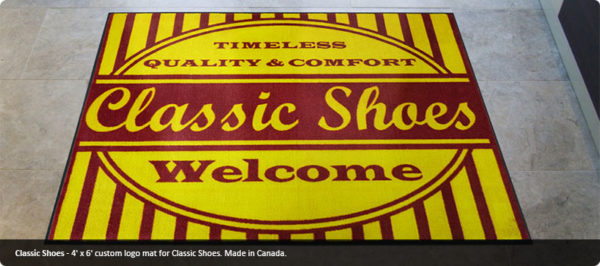 TIMELESS
QUALITY & COMFORT
Classic Shoes
Welcome
Classic Shoes - 4' x 6' custom logo mat for Classic Shoes. Made in Canada.